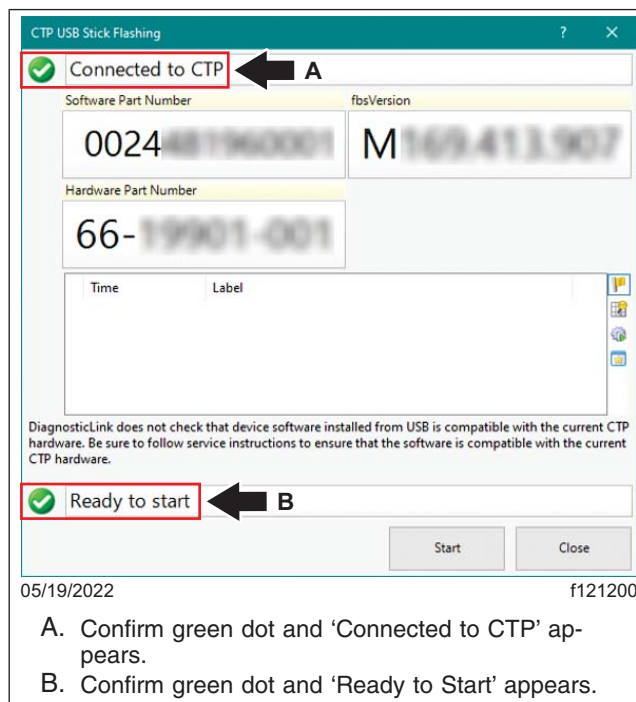 CTP USB Stick Flashing ? ×
Connected to CTP A
Software Part Number fbsVersion
0024 M
Hardware Part Number
66-
Time Label
DiagnosticLink does not check that device software installed from USB is compatible with the current CTP
hardware. Be sure to follow service instructions to ensure that the software is compatible with the current
CTP hardware.
Ready to start B
Start Close
05/19/2022 f121200
A. Confirm green dot and ‘Connected to CTP’ ap-
pears.
B. Confirm green dot and ‘Ready to Start’ appears.